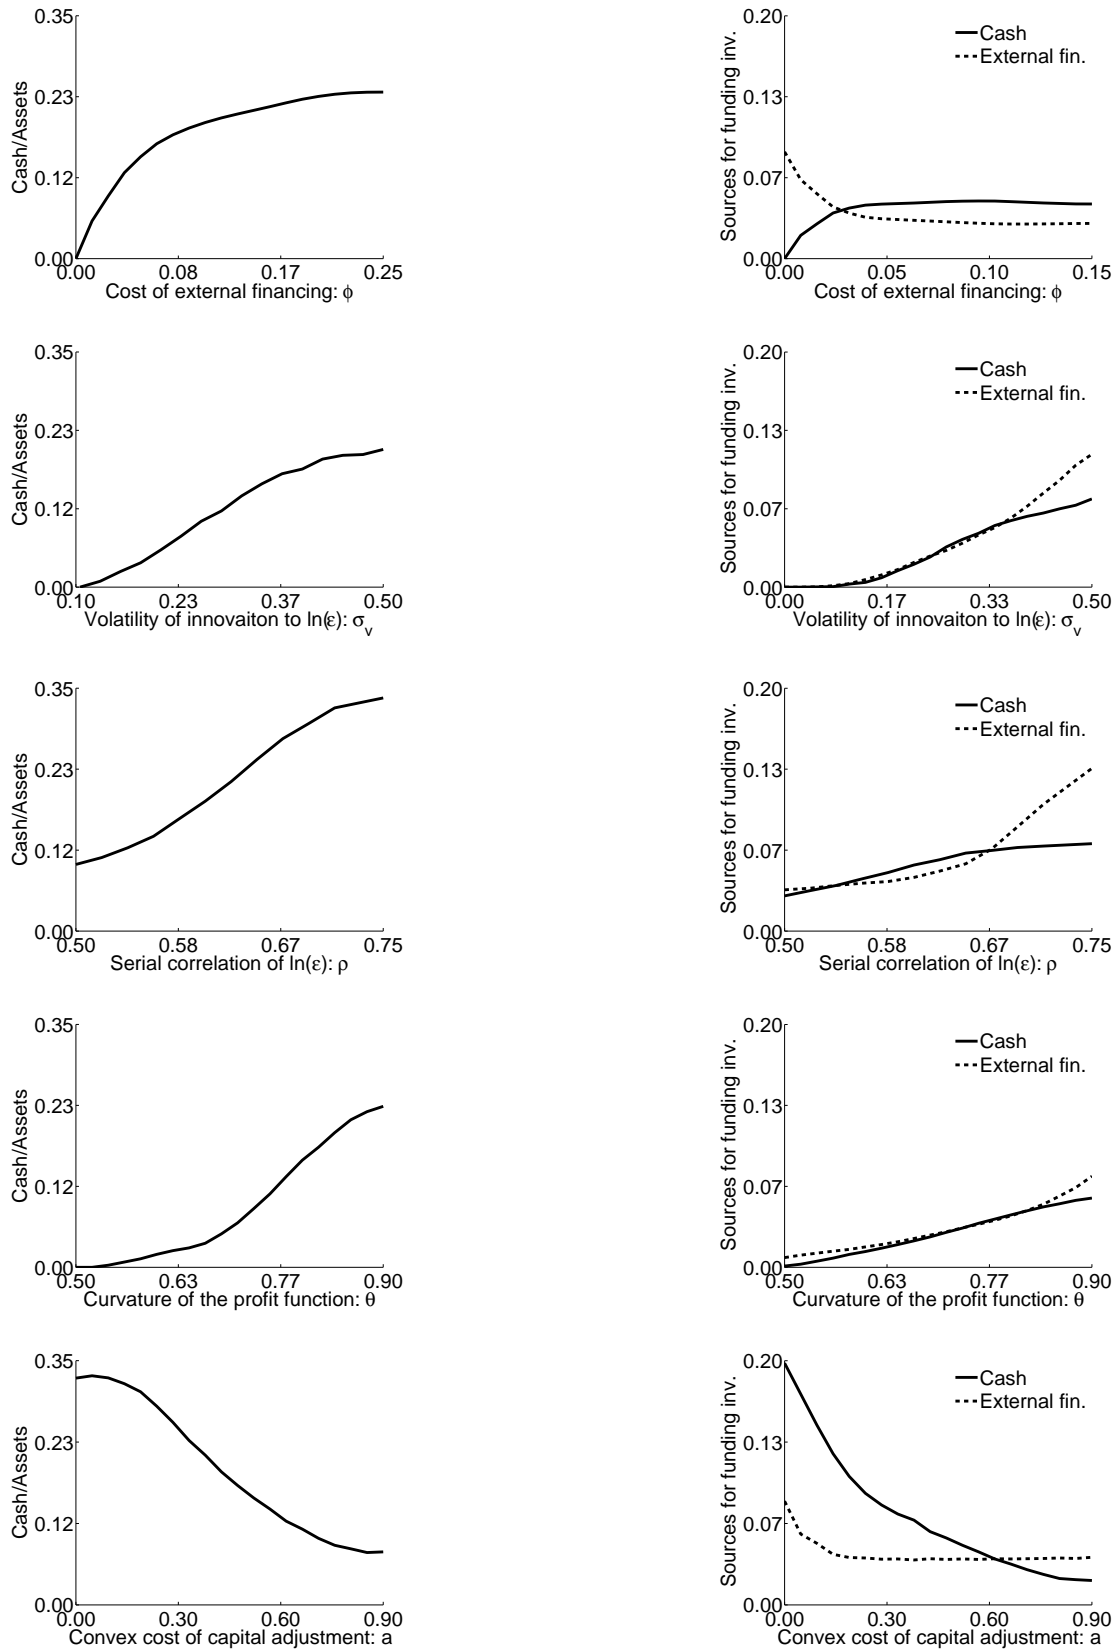 0.35
0.23
0.12
0.00
Cash/Assets
0.00 0.08 0.17 0.25
Cost of external financing: ϕ
0.20
0.13
0.07
0.00
Sources for funding inv.
Cash
External fin.
0.00 0.05 0.10 0.15
Cost of external financing: ϕ
0.35
0.23
0.12
0.00
Cash/Assets
0.10 0.23 0.37 0.50
Volatility of innovaiton to ln(ε): σv
0.20
0.13
0.07
0.00
Sources for funding inv.
Cash
External fin.
0.00 0.17 0.33 0.50
Volatility of innovaiton to ln(ε): σv
0.35
0.23
0.12
0.00
Cash/Assets
0.50 0.58 0.67 0.75
Serial correlation of ln(ε): ρ
0.20
0.13
0.07
0.00
Sources for funding inv.
Cash
External fin.
0.50 0.58 0.67 0.75
Serial correlation of ln(ε): ρ
0.35
0.23
0.12
0.00
Cash/Assets
0.50 0.63 0.77 0.90
Curvature of the profit function: θ
0.20
0.13
0.07
0.00
Sources for funding inv.
Cash
External fin.
0.50 0.63 0.77 0.90
Curvature of the profit function: θ
0.35
0.23
0.12
0.00
Cash/Assets
0.00 0.30 0.60 0.90
Convex cost of capital adjustment: a
0.20
0.13
0.07
0.00
Sources for funding inv.
Cash
External fin.
0.00 0.30 0.60 0.90
Convex cost of capital adjustment: a